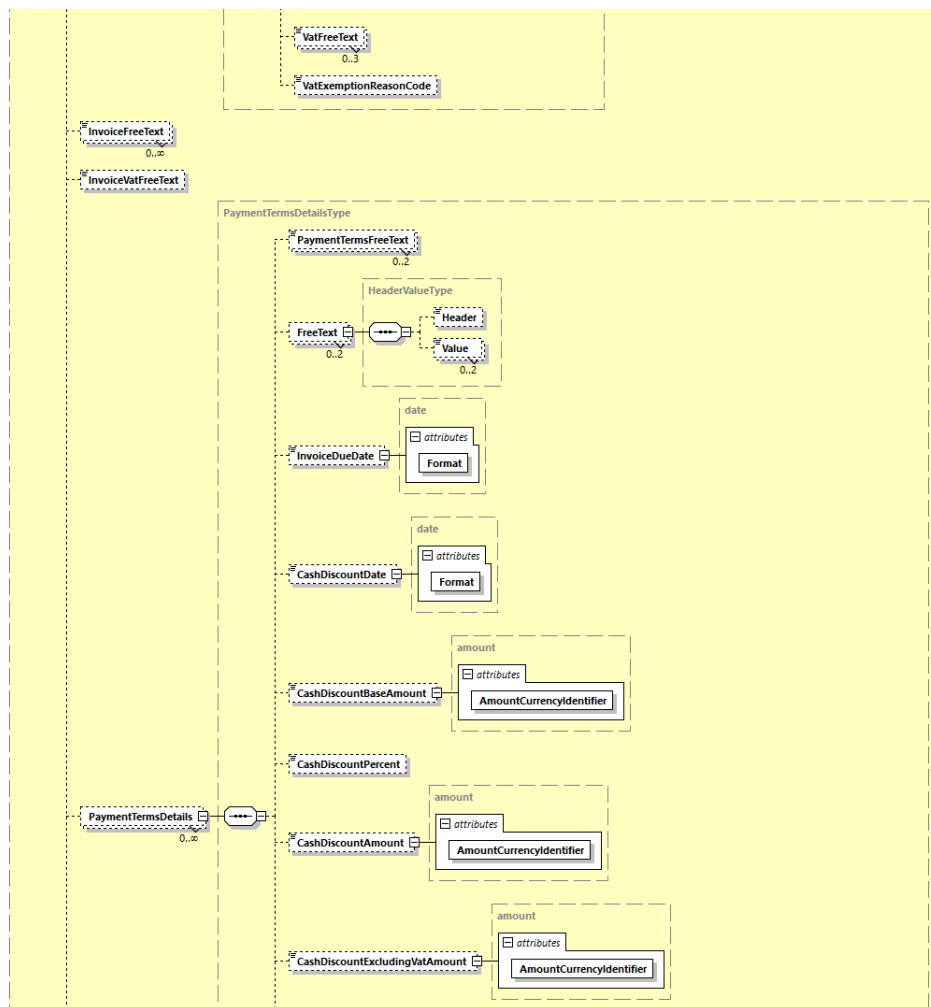 VatFreeText
0..3
VatExemptionReasonCode
InvoiceFreeText
0..∞
InvoiceVatFreeText
PaymentTermsDetailsType
PaymentTermsFreeText
0..2
HeaderValueType
Header
FreeText
0..2
Value
0..2
date
attributes
InvoiceDueDate
Format
date
attributes
CashDiscountDate
Format
amount
attributes
CashDiscountBaseAmount
AmountCurrencyIdentifier
CashDiscountPercent
amount
PaymentTermsDetails
0..∞
attributes
CashDiscountAmount
AmountCurrencyIdentifier
amount
attributes
CashDiscountExcludingVatAmount
AmountCurrencyIdentifier